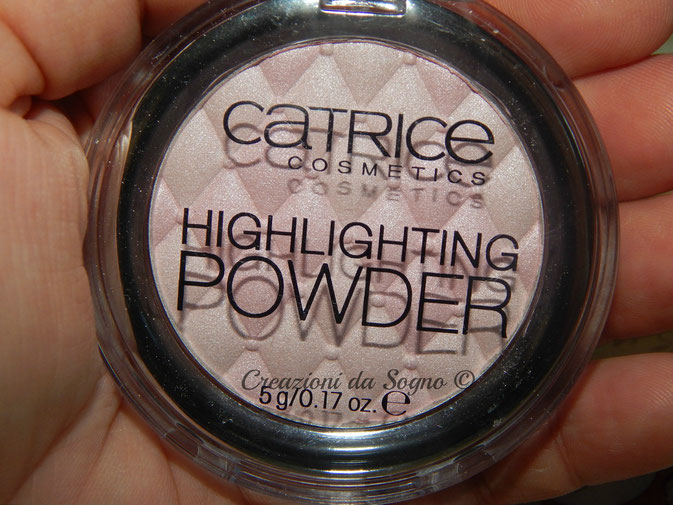 CATRICE
COSMETICS
HIGHLIGHTING
POWDER
Creazioni da Sogno ©
5 g/0.17 oz. ℮